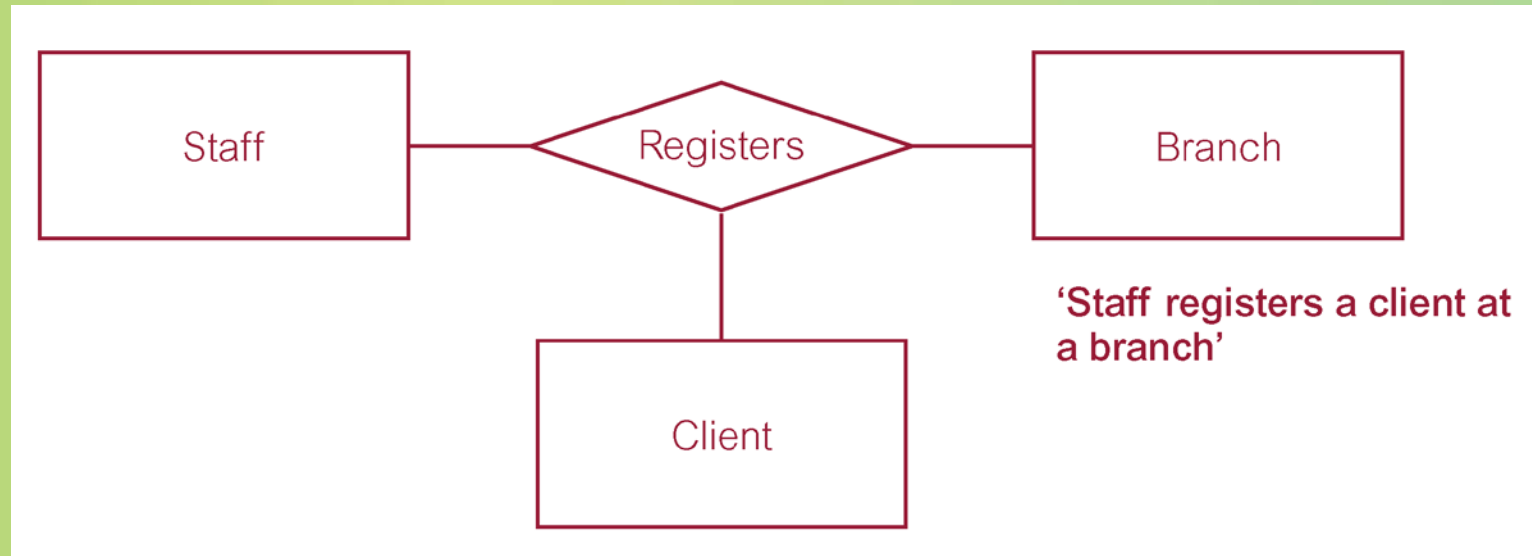 Staff
Registers
Branch
‘Staff registers a client at
a branch’
Client